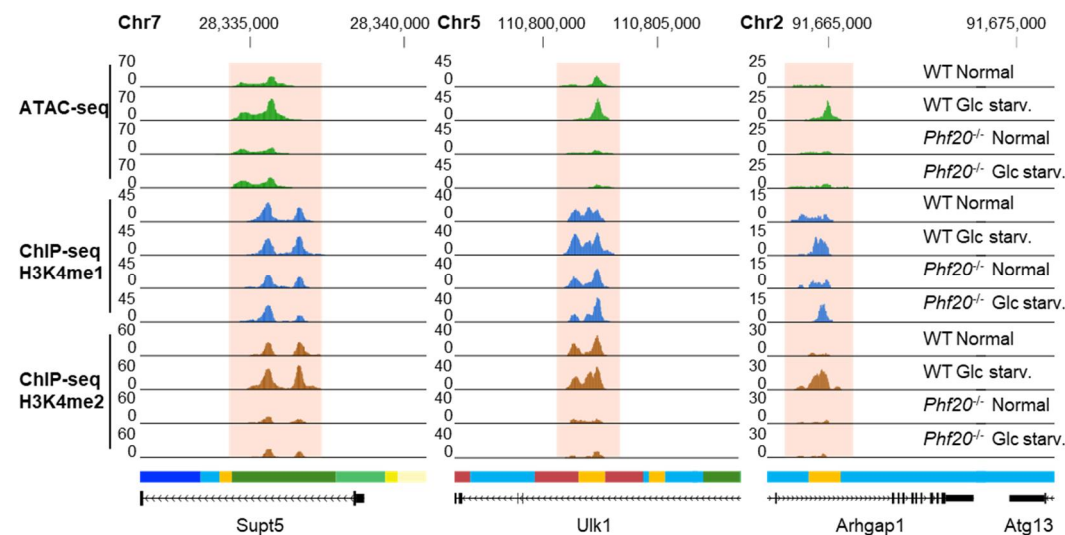 Chr7 28,335,000 28,340,000 Chr5 110,800,000 110,805,000 Chr2 91,665,000 91,675,000
ATAC-seq
70 0 45 0 25 0 WT Normal
70 0 45 0 25 0 WT Glc starv.
70 0 45 0 25 0 Phf20-/- Normal
70 0 45 0 25 0 Phf20-/- Glc starv.
ChIP-seq
H3K4me1
45 0 40 0 15 0 WT Normal
45 0 40 0 15 0 WT Glc starv.
45 0 40 0 15 0 Phf20-/- Normal
45 0 40 0 15 0 Phf20-/- Glc starv.
ChIP-seq
H3K4me2
60 0 40 0 30 0 WT Normal
60 0 40 0 30 0 WT Glc starv.
60 0 40 0 30 0 Phf20-/- Normal
60 0 40 0 30 0 Phf20-/- Glc starv.
Supt5 Ulk1 Arhgap1 Atg13